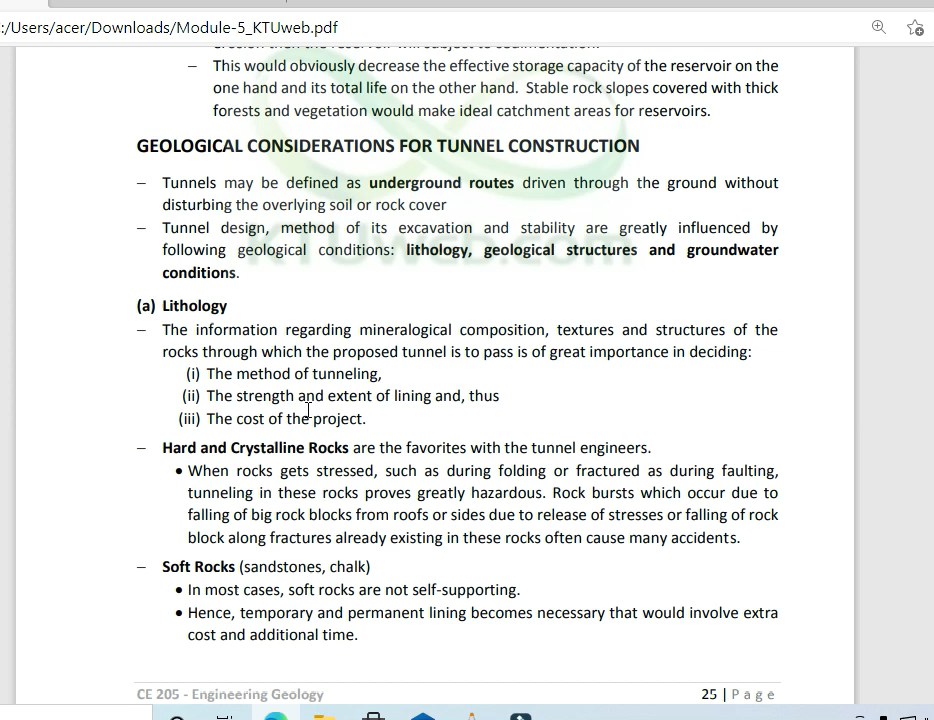 :/Users/acer/Downloads/Module-5_KTUweb.pdf
erosion then the reservoir will subject to sedimentation.
– This would obviously decrease the effective storage capacity of the reservoir on the
one hand and its total life on the other hand. Stable rock slopes covered with thick
forests and vegetation would make ideal catchment areas for reservoirs.
GEOLOGICAL CONSIDERATIONS FOR TUNNEL CONSTRUCTION
– Tunnels may be defined as underground routes driven through the ground without
disturbing the overlying soil or rock cover
– Tunnel design, method of its excavation and stability are greatly influenced by
following geological conditions: lithology, geological structures and groundwater
conditions.
KTUweb.com
(a) Lithology
– The information regarding mineralogical composition, textures and structures of the
rocks through which the proposed tunnel is to pass is of great importance in deciding:
(i) The method of tunneling,
(ii) The strength and extent of lining and, thus
(iii) The cost of the project.
– Hard and Crystalline Rocks are the favorites with the tunnel engineers.
• When rocks gets stressed, such as during folding or fractured as during faulting,
tunneling in these rocks proves greatly hazardous. Rock bursts which occur due to
falling of big rock blocks from roofs or sides due to release of stresses or falling of rock
block along fractures already existing in these rocks often cause many accidents.
– Soft Rocks (sandstones, chalk)
• In most cases, soft rocks are not self-supporting.
• Hence, temporary and permanent lining becomes necessary that would involve extra
cost and additional time.
CE 205 - Engineering Geology 25 | Page